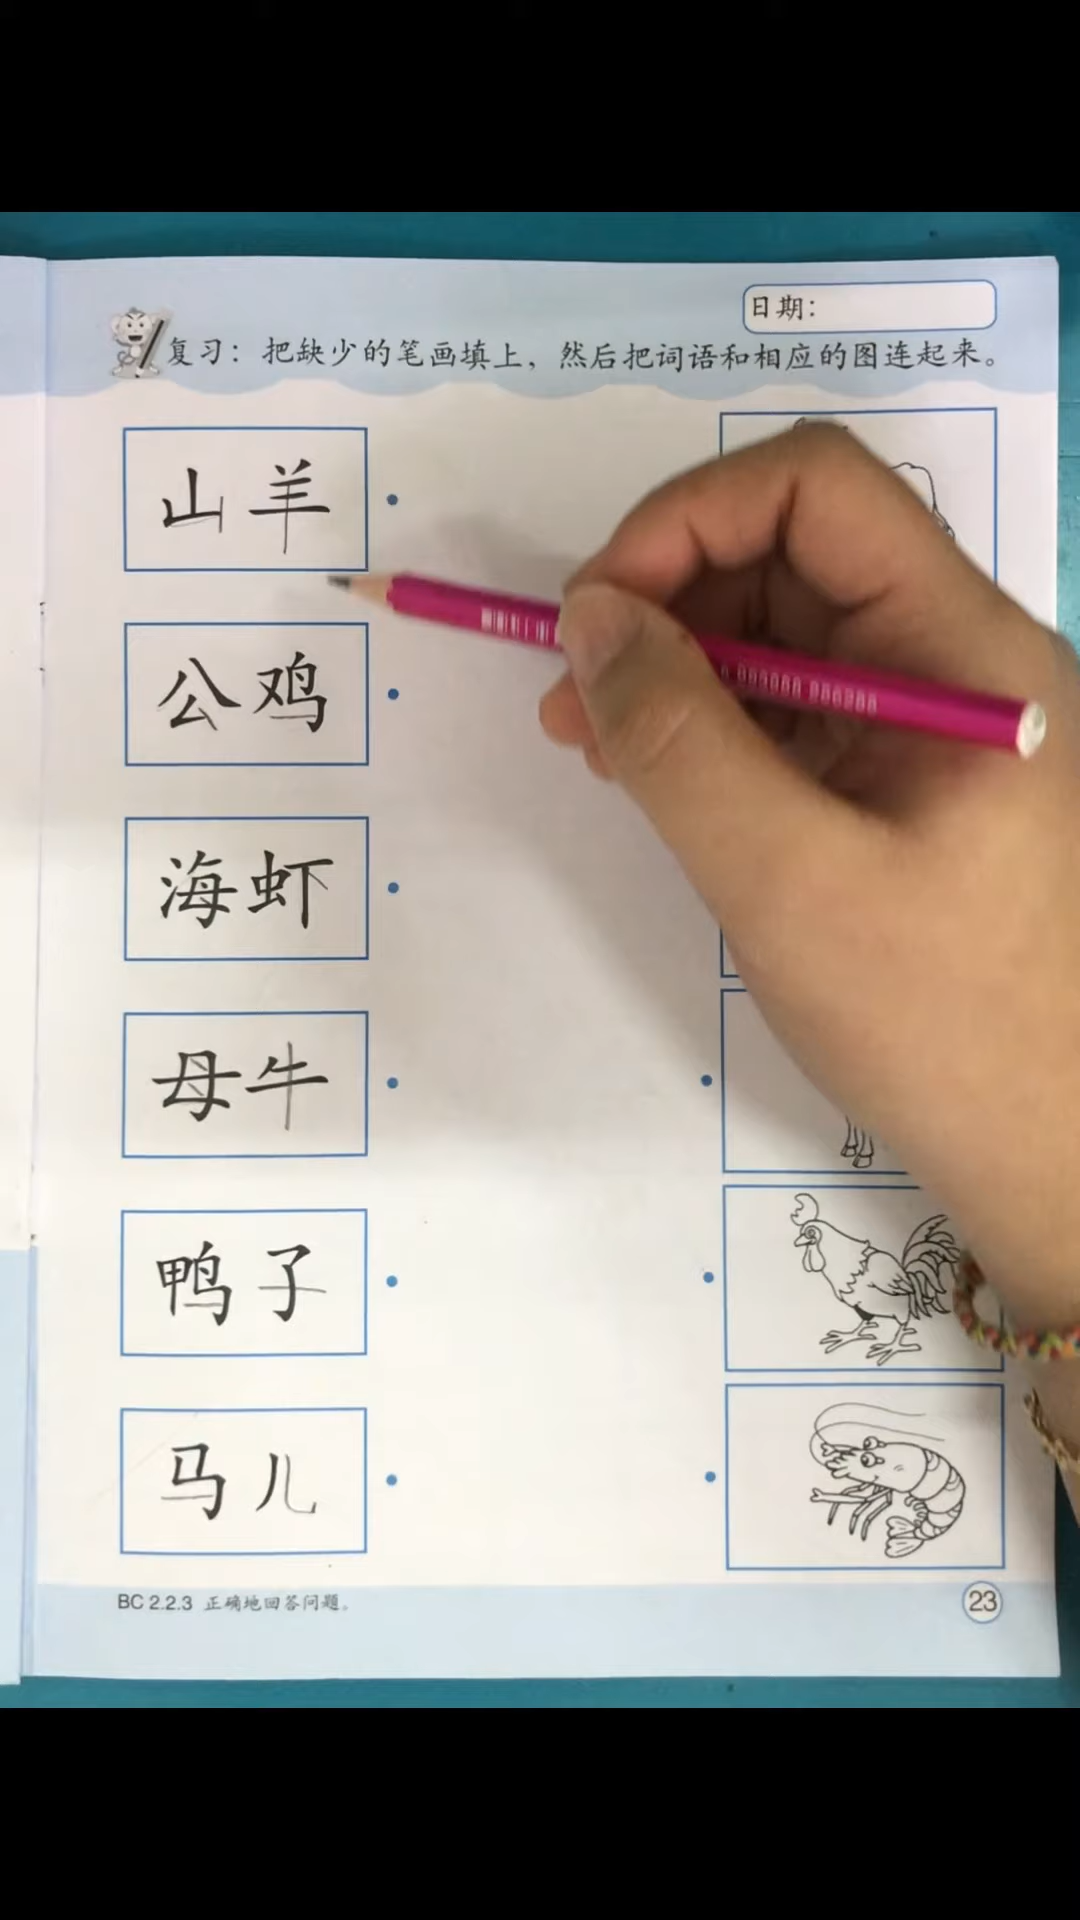 日期：
复习：把缺少的笔画填上，然后把词语和相应的图连起来。
山羊
公鸡
海虾
母牛
鸭子
马儿
BC 2.2.3 正确地回答问题。
23